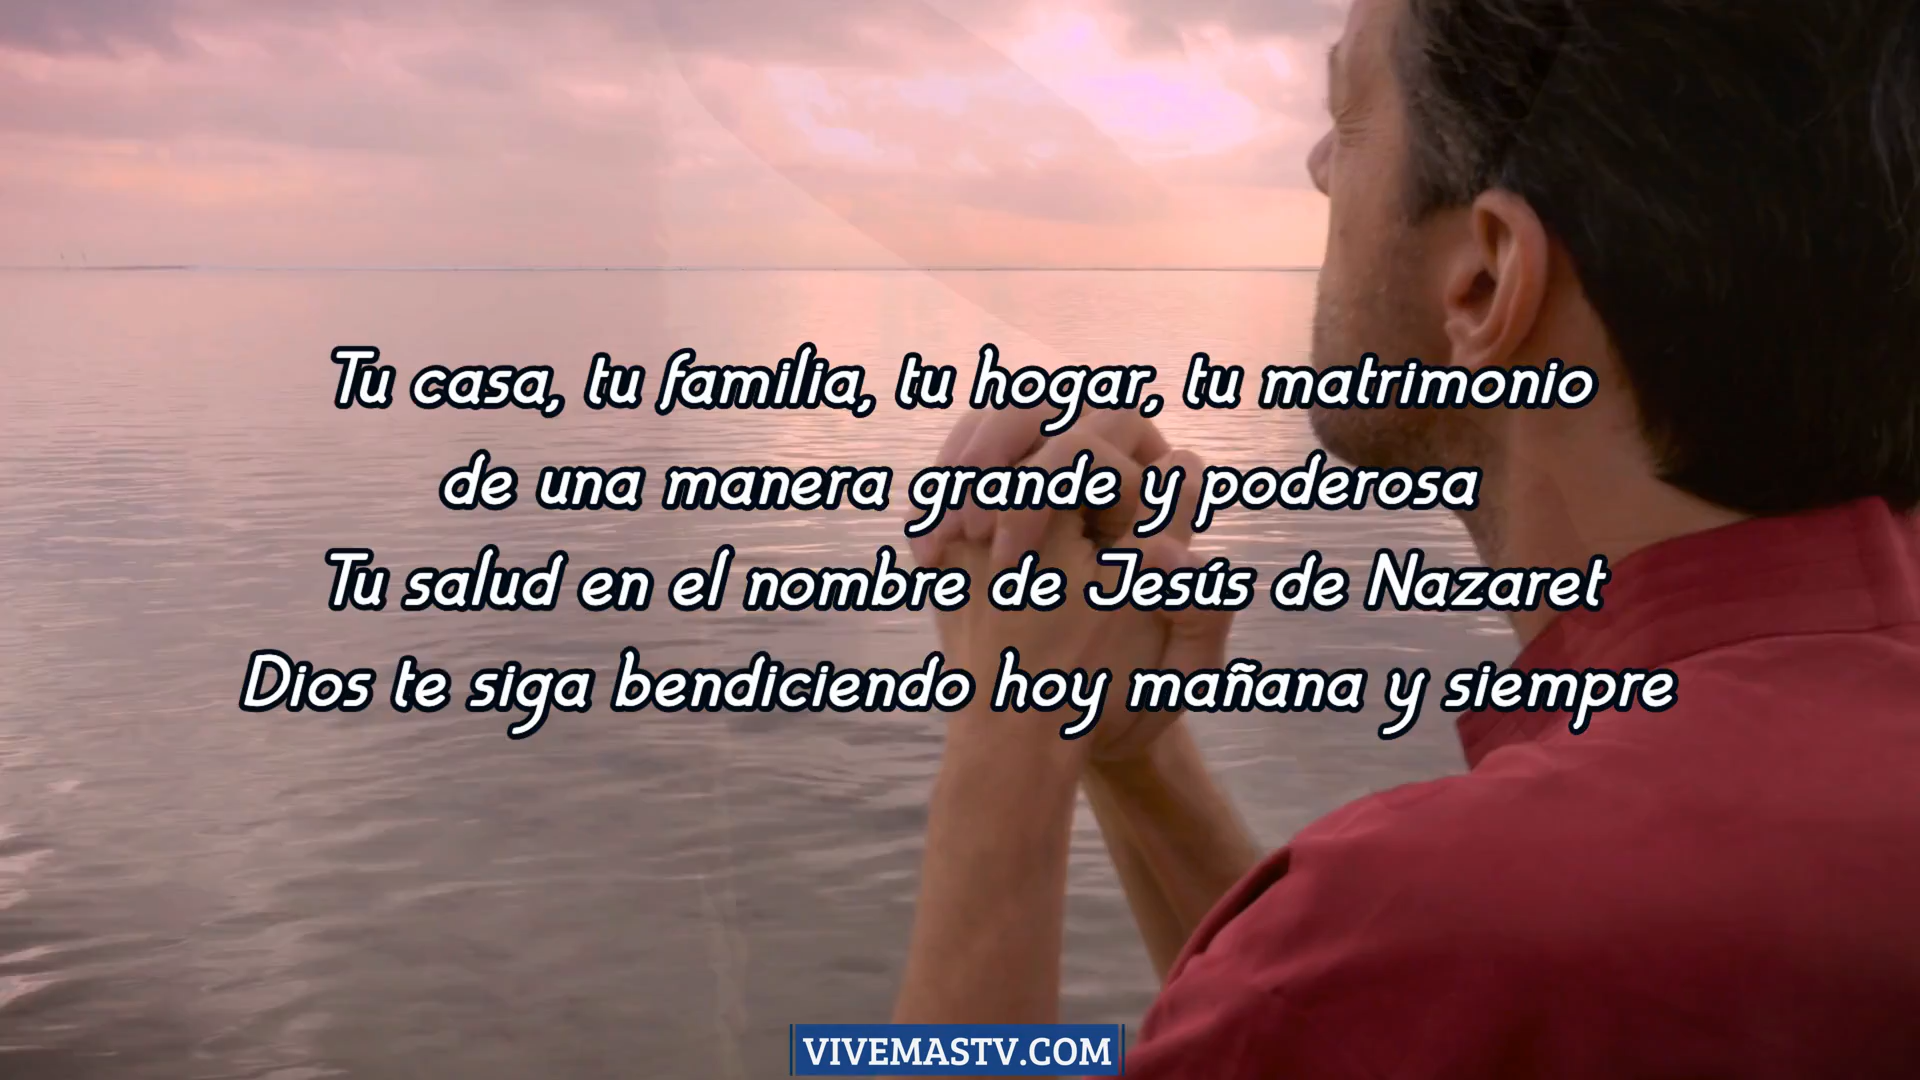 Tu casa, tu familia, tu hogar, tu matrimonio
de una manera grande y poderosa
Tu salud en el nombre de Jesús de Nazaret
Dios te siga bendiciendo hoy mañana y siempre
VIVEMASTV.COM